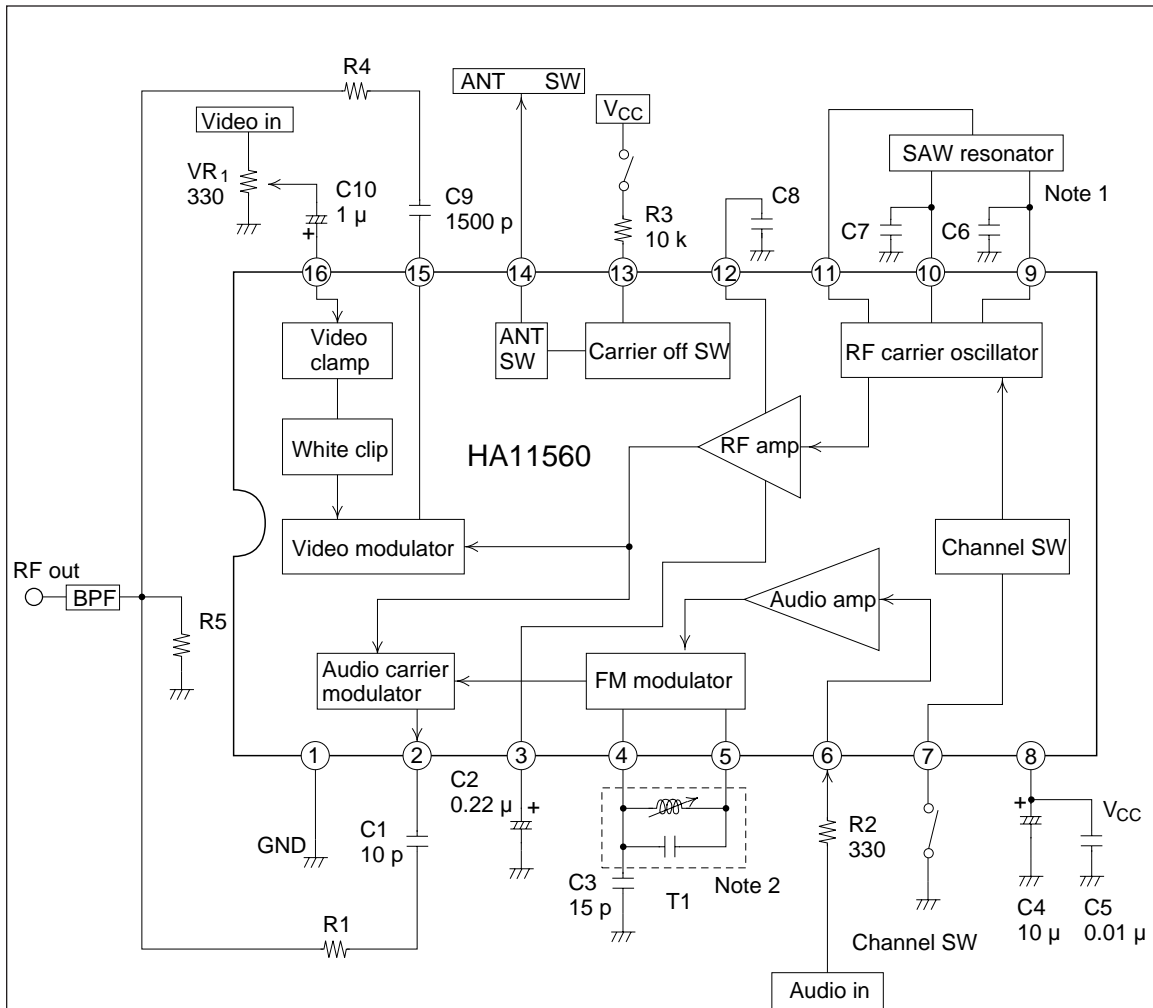 R4
ANT SW
VCC
Video in
SAW resonator
VR1
330
C10
1 µ
+
C9
1500 p
R3
10 k
C8
C7
C6
Note 1
16
15
14
13
12
11
10
9
Video
clamp
ANT
SW
Carrier off SW
RF carrier oscillator
White clip
HA11560
RF amp
Video modulator
Channel SW
RF out
BPF
R5
Audio amp
Audio carrier
modulator
FM modulator
1
2
3
4
5
6
7
8
GND
C1
10 p
C2
0.22 µ
+
C3
15 p
T1
Note 2
R2
330
+
VCC
C4
10 µ
C5
0.01 µ
R1
Channel SW
Audio in